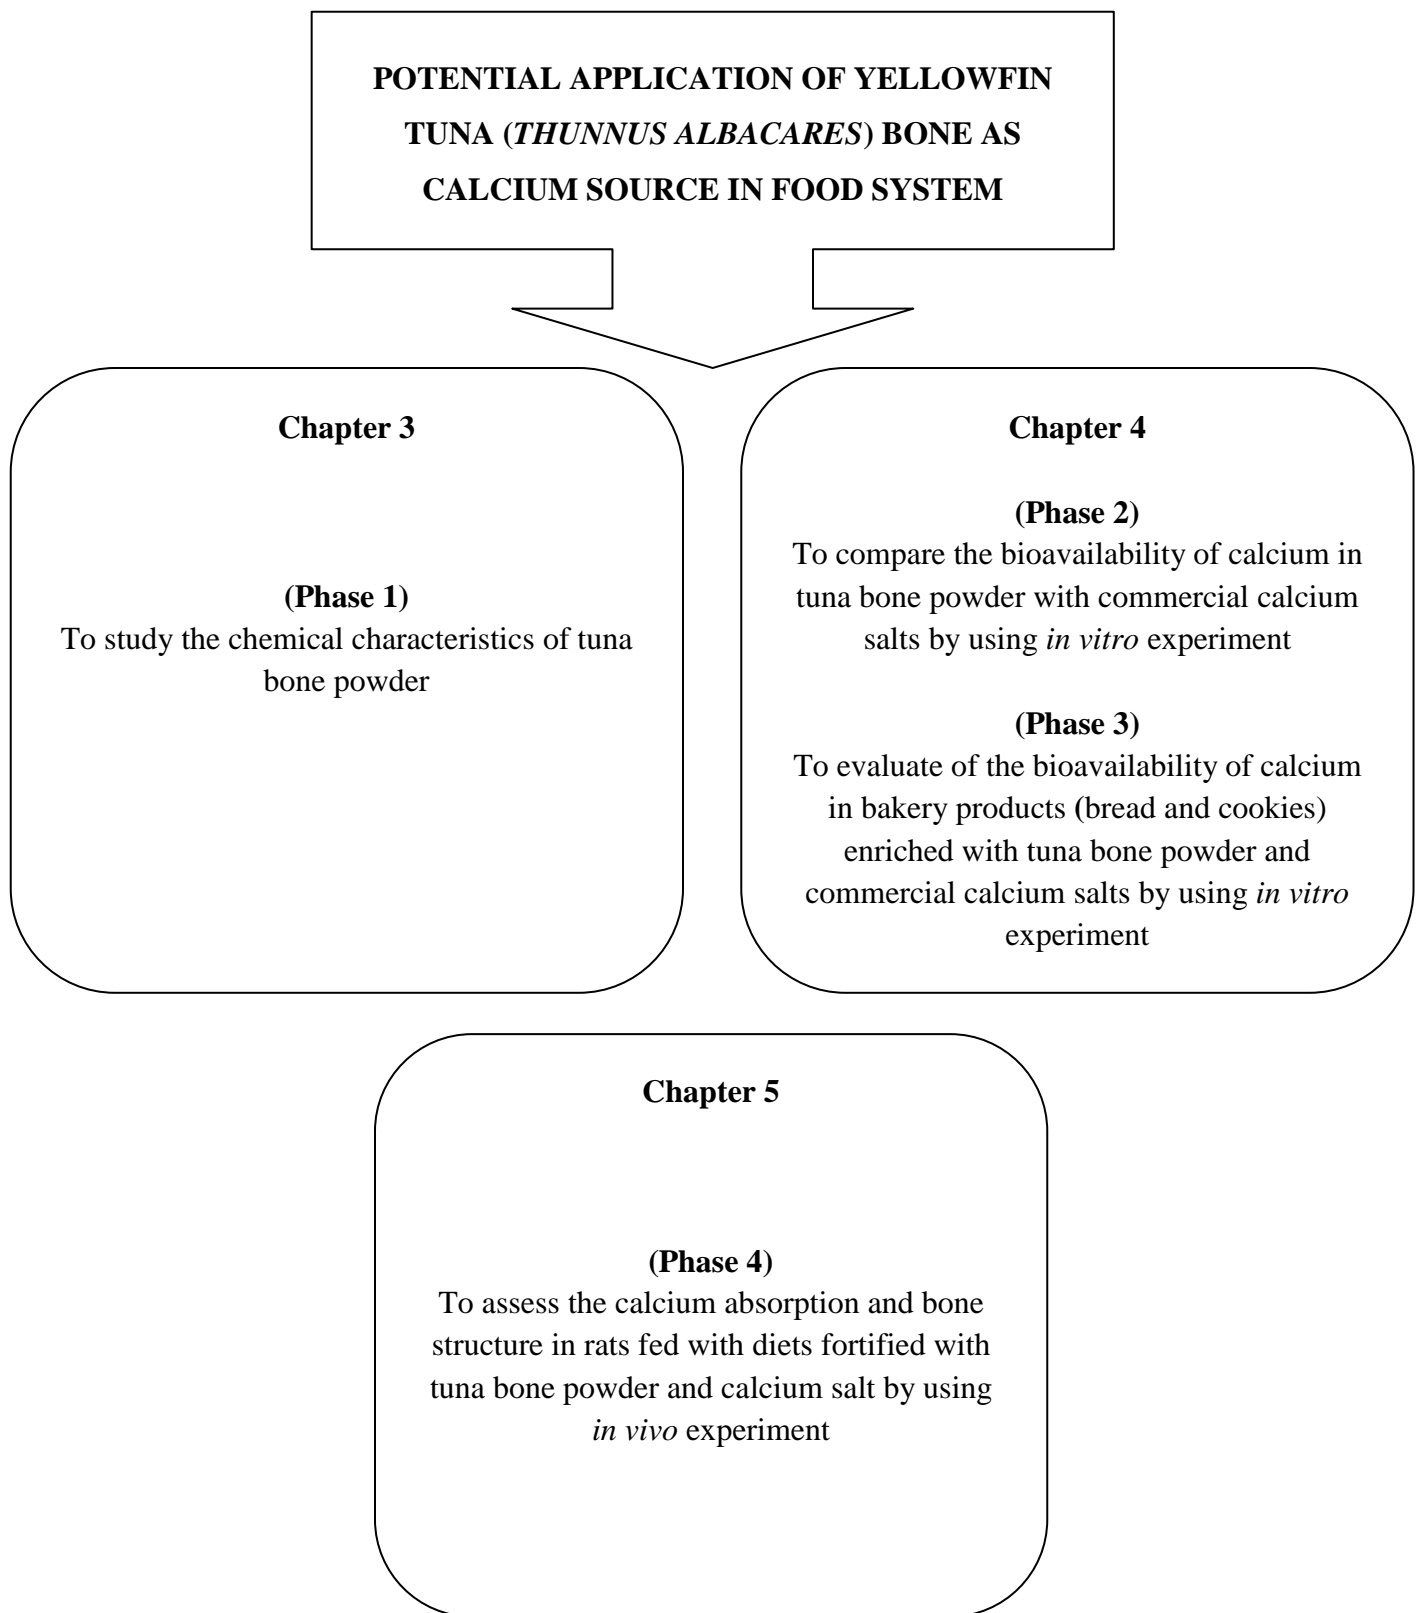 POTENTIAL APPLICATION OF YELLOWFIN
TUNA (THUNNUS ALBACARES) BONE AS
CALCIUM SOURCE IN FOOD SYSTEM
Chapter 3
(Phase 1)
To study the chemical characteristics of tuna
bone powder
Chapter 4
(Phase 2)
To compare the bioavailability of calcium in
tuna bone powder with commercial calcium
salts by using in vitro experiment
(Phase 3)
To evaluate of the bioavailability of calcium
in bakery products (bread and cookies)
enriched with tuna bone powder and
commercial calcium salts by using in vitro
experiment
Chapter 5
(Phase 4)
To assess the calcium absorption and bone
structure in rats fed with diets fortified with
tuna bone powder and calcium salt by using
in vivo experiment